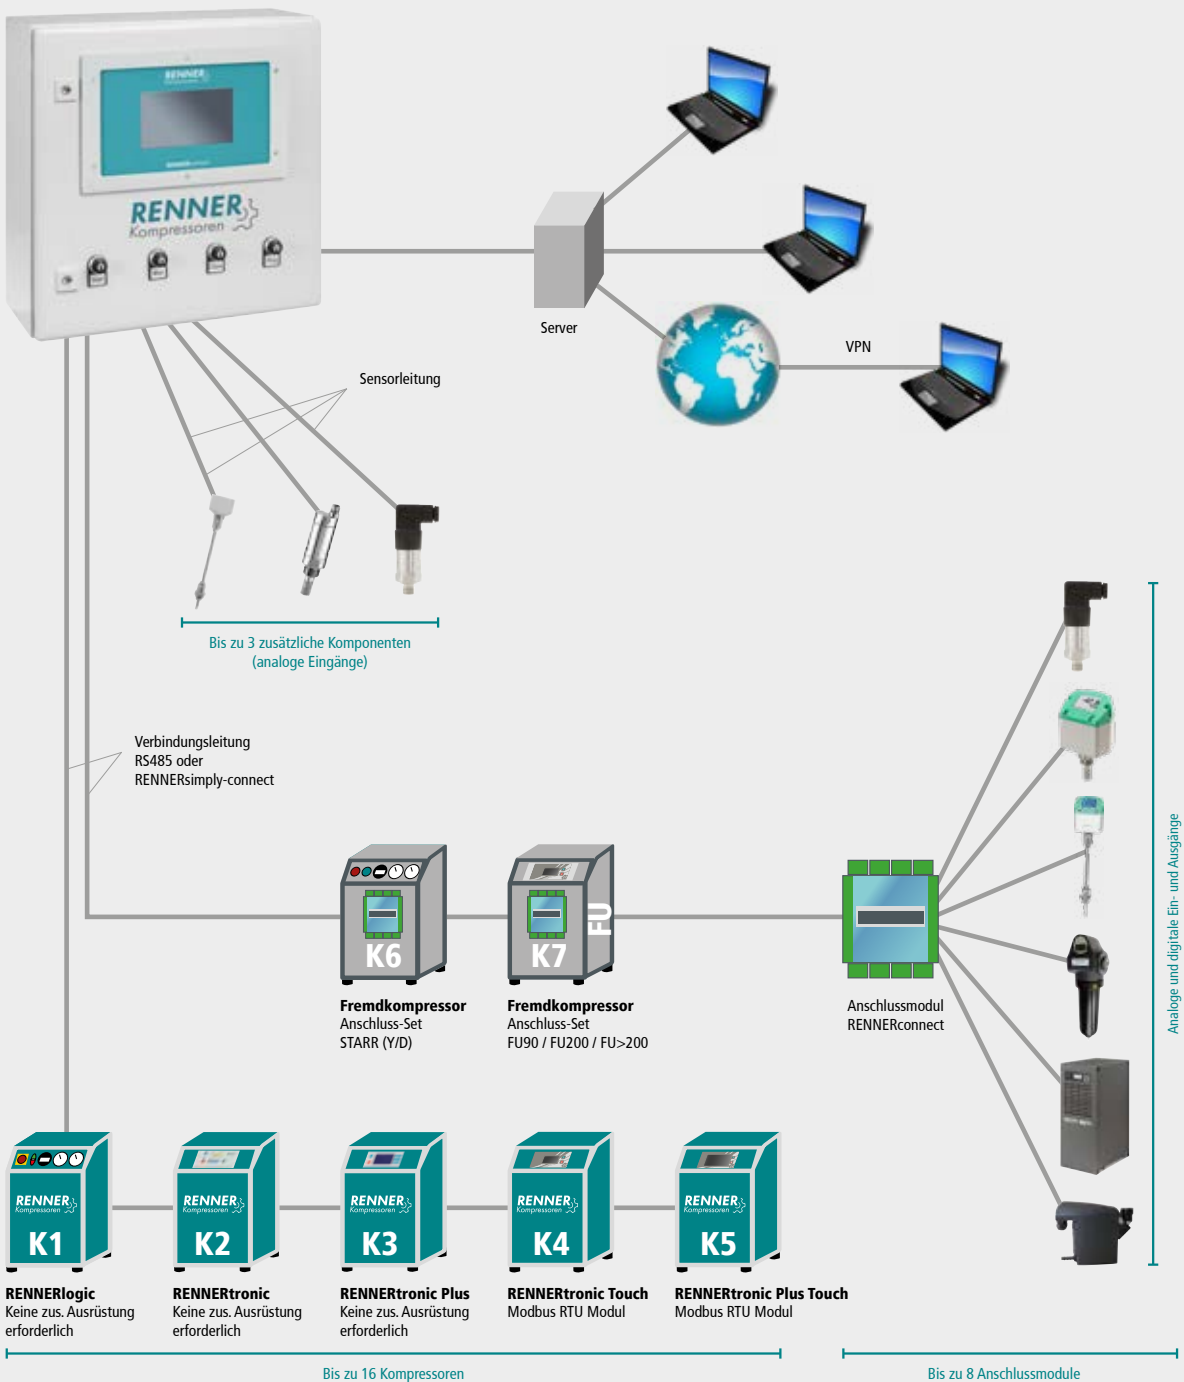 RENNER
RENNER
Kompressoren
Server
VPN
Sensorleitung
Bis zu 3 zusätzliche Komponenten
(analoge Eingänge)
Verbindungsleitung
RS485 oder
RENNERsimply-connect
K6
K7
FU
Fremdkompressor
Anschluss-Set
STARR (Y/D)
Fremdkompressor
Anschluss-Set
FU90 / FU200 / FU>200
Anschlussmodul
RENNERconnect
Analoge und digitale Ein- und Ausgänge
RENNER
Kompressoren
K1
RENNER
Kompressoren
K2
RENNER
Kompressoren
K3
RENNER
Kompressoren
K4
RENNER
Kompressoren
K5
RENNERlogic
Keine zus. Ausrüstung
erforderlich
RENNERtronic
Keine zus. Ausrüstung
erforderlich
RENNERtronic Plus
Keine zus. Ausrüstung
erforderlich
RENNERtronic Touch
Modbus RTU Modul
RENNERtronic Plus Touch
Modbus RTU Modul
Bis zu 16 Kompressoren
Bis zu 8 Anschlussmodule